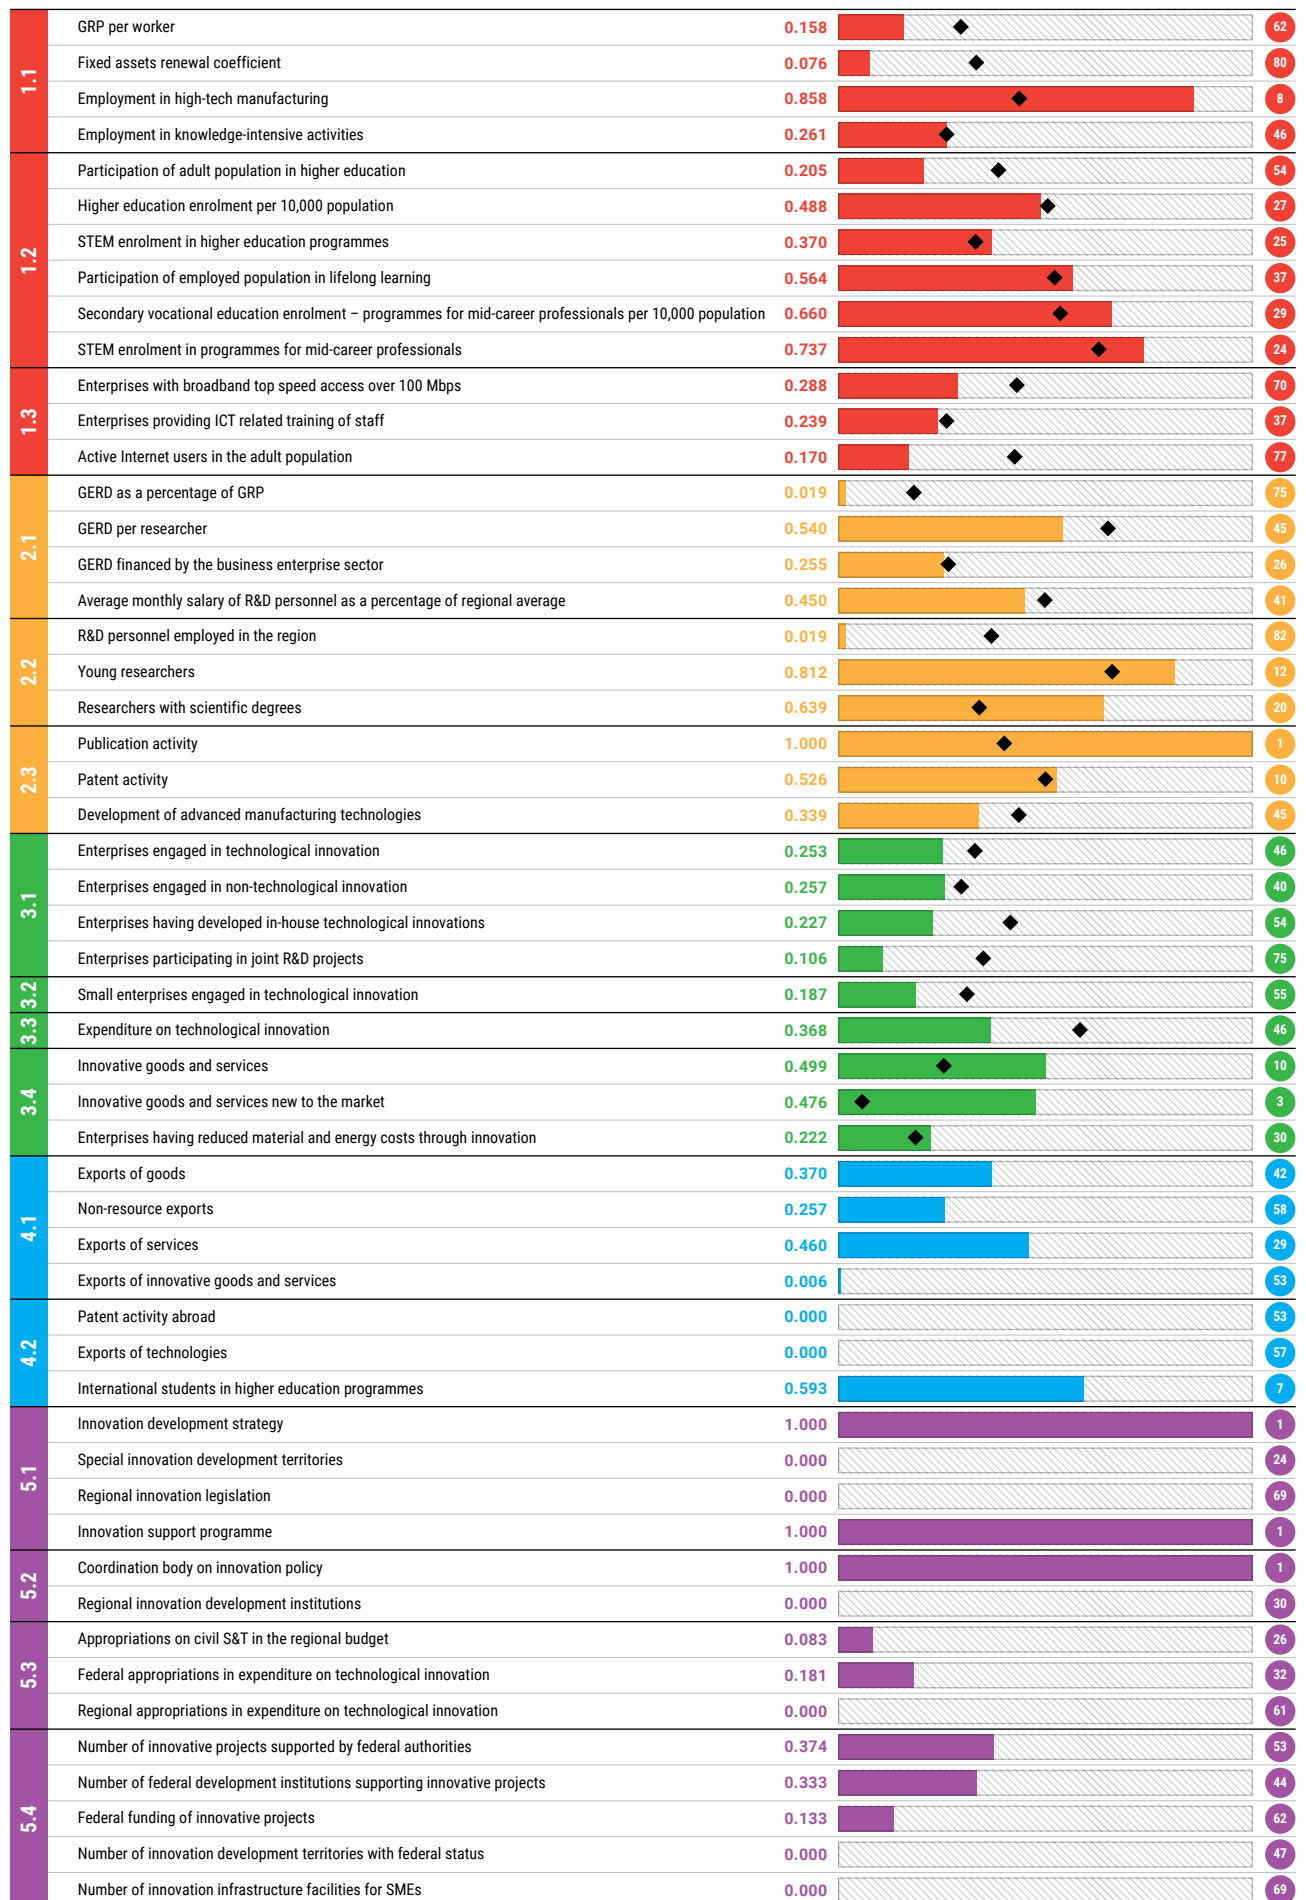 1.1
GRP per worker 0.158 62
Fixed assets renewal coefficient 0.076 80
Employment in high-tech manufacturing 0.858 8
Employment in knowledge-intensive activities 0.261 46
1.2
Participation of adult population in higher education 0.205 54
Higher education enrolment per 10,000 population 0.488 27
STEM enrolment in higher education programmes 0.370 25
Participation of employed population in lifelong learning 0.564 37
Secondary vocational education enrolment – programmes for mid-career professionals per 10,000 population 0.660 29
STEM enrolment in programmes for mid-career professionals 0.737 24
1.3
Enterprises with broadband top speed access over 100 Mbps 0.288 70
Enterprises providing ICT related training of staff 0.239 37
Active Internet users in the adult population 0.170 77
2.1
GERD as a percentage of GRP 0.019 75
GERD per researcher 0.540 45
GERD financed by the business enterprise sector 0.255 26
Average monthly salary of R&D personnel as a percentage of regional average 0.450 41
2.2
R&D personnel employed in the region 0.019 82
Young researchers 0.812 12
Researchers with scientific degrees 0.639 20
2.3
Publication activity 1.000 1
Patent activity 0.526 10
Development of advanced manufacturing technologies 0.339 45
3.1
Enterprises engaged in technological innovation 0.253 46
Enterprises engaged in non-technological innovation 0.257 40
Enterprises having developed in-house technological innovations 0.227 54
Enterprises participating in joint R&D projects 0.106 75
3.2
Small enterprises engaged in technological innovation 0.187 55
3.3
Expenditure on technological innovation 0.368 46
3.4
Innovative goods and services 0.499 10
Innovative goods and services new to the market 0.476 3
Enterprises having reduced material and energy costs through innovation 0.222 30
4.1
Exports of goods 0.370 42
Non-resource exports 0.257 58
Exports of services 0.460 29
Exports of innovative goods and services 0.006 53
4.2
Patent activity abroad 0.000 53
Exports of technologies 0.000 57
International students in higher education programmes 0.593 7
5.1
Innovation development strategy 1.000 1
Special innovation development territories 0.000 24
Regional innovation legislation 0.000 69
Innovation support programme 1.000 1
5.2
Coordination body on innovation policy 1.000 1
Regional innovation development institutions 0.000 30
5.3
Appropriations on civil S&T in the regional budget 0.083 26
Federal appropriations in expenditure on technological innovation 0.181 32
Regional appropriations in expenditure on technological innovation 0.000 61
5.4
Number of innovative projects supported by federal authorities 0.374 53
Number of federal development institutions supporting innovative projects 0.333 44
Federal funding of innovative projects 0.133 62
Number of innovation development territories with federal status 0.000 47
Number of innovation infrastructure facilities for SMEs 0.000 69